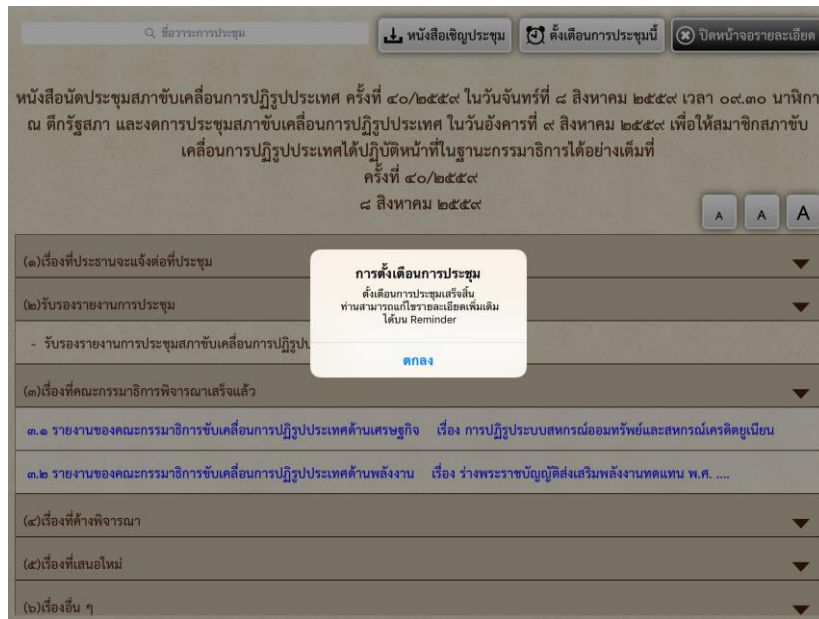 ชื่อวาระการประชุม
หนังสือเชิญประชุม
ตั้งเตือนการประชุมนี้
ปิดหน้าจอรายละเอียด
หนังสือนัดประชุมสภาขับเคลื่อนการปฏิรูปประเทศ ครั้งที่ ๔๐/๒๕๕๙ ในวันจันทร์ที่ ๘ สิงหาคม ๒๕๕๙ เวลา ๐๙.๓๐ นาฬิกา
ณ ตึกรัฐสภา และงดการประชุมสภาขับเคลื่อนการปฏิรูปประเทศ ในวันอังคารที่ ๙ สิงหาคม ๒๕๕๙ เพื่อให้สมาชิกสภาขับ
เคลื่อนการปฏิรูปประเทศได้ปฏิบัติหน้าที่ในฐานะกรรมาธิการได้อย่างเต็มที่
ครั้งที่ ๔๐/๒๕๕๙
๘ สิงหาคม ๒๕๕๙
A A A
(๑)เรื่องที่ประธานจะแจ้งต่อที่ประชุม
การตั้งเตือนการประชุม
ตั้งเตือนการประชุมเสร็จสิ้น
ท่านสามารถแก้ไขรายละเอียดเพิ่มเติม
ได้บน Reminder
ตกลง
(๒)รับรองรายงานการประชุม
- รับรองรายงานการประชุมสภาขับเคลื่อนการปฏิรูป
(๓)เรื่องที่คณะกรรมาธิการพิจารณาเสร็จแล้ว
๓.๑ รายงานของคณะกรรมาธิการขับเคลื่อนการปฏิรูปประเทศด้านเศรษฐกิจ เรื่อง การปฏิรูประบบสหกรณ์ออมทรัพย์และสหกรณ์เครดิตยูเนียน
๓.๒ รายงานของคณะกรรมาธิการขับเคลื่อนการปฏิรูปประเทศด้านพลังงาน เรื่อง ร่างพระราชบัญญัติส่งเสริมพลังงานทดแทน พ.ศ. ....
(๔)เรื่องที่ค้างพิจารณา
(๕)เรื่องที่เสนอใหม่
(๖)เรื่องอื่น ๆ